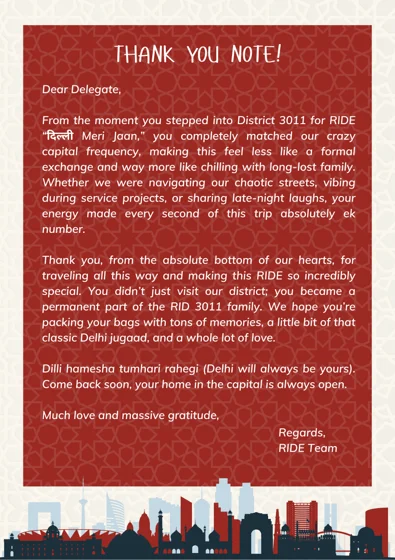 THANK YOU NOTE!
Dear Delegate,
From the moment you stepped into District 3011 for RIDE
"दिल्ली Meri Jaan," you completely matched our crazy
capital frequency, making this feel less like a formal
exchange and way more like chilling with long-lost family.
Whether we were navigating our chaotic streets, vibing
during service projects, or sharing late-night laughs, your
energy made every second of this trip absolutely ek
number.
Thank you, from the absolute bottom of our hearts, for
traveling all this way and making this RIDE so incredibly
special. You didn't just visit our district; you became a
permanent part of the RID 3011 family. We hope you're
packing your bags with tons of memories, a little bit of that
classic Delhi jugaad, and a whole lot of love.
Dilli hamesha tumhari rahegi (Delhi will always be yours).
Come back soon, your home in the capital is always open.
Much love and massive gratitude,
Regards,
RIDE Team